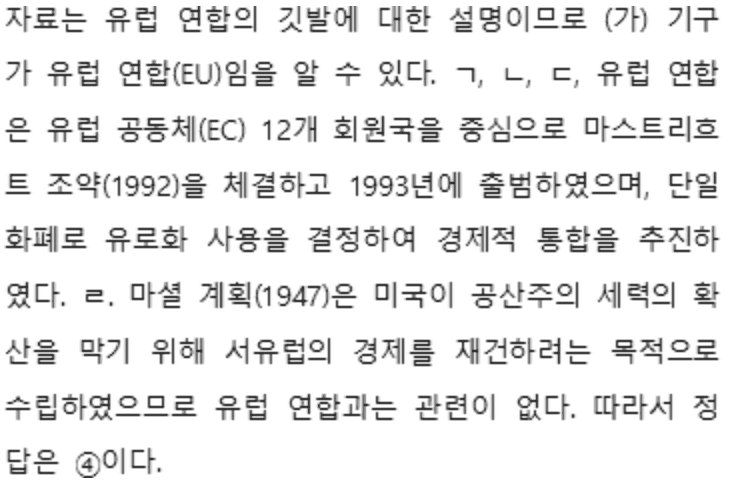 자료는 유럽 연합의 깃발에 대한 설명이므로 (가) 기구
가 유럽 연합(EU)임을 알 수 있다. ㄱ, ㄴ, ㄷ, 유럽 연합
은 유럽 공동체(EC) 12개 회원국을 중심으로 마스트리흐
트 조약(1992)을 체결하고 1993년에 출범하였으며, 단일
화폐로 유로화 사용을 결정하여 경제적 통합을 추진하
였다. ㄹ. 마셜 계획(1947)은 미국이 공산주의 세력의 확
산을 막기 위해 서유럽의 경제를 재건하려는 목적으로
수립하였으므로 유럽 연합과는 관련이 없다. 따라서 정
답은 ④이다.